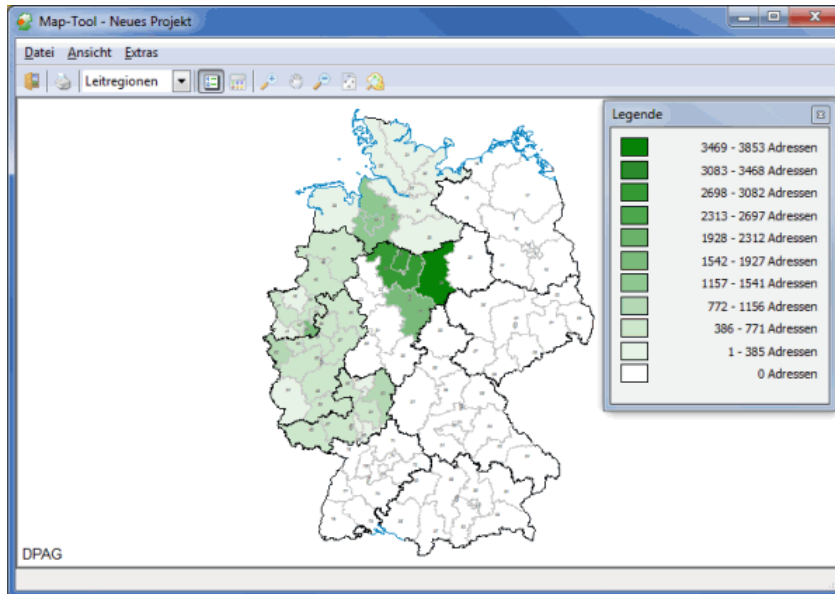 Map-Tool - Neues Projekt
Datei Ansicht Extras
Leitregionen
Legende
3469 - 3853 Adressen
3083 - 3468 Adressen
2698 - 3082 Adressen
2313 - 2697 Adressen
1928 - 2312 Adressen
1542 - 1927 Adressen
1157 - 1541 Adressen
772 - 1156 Adressen
386 - 771 Adressen
1 - 385 Adressen
0 Adressen
DPAG